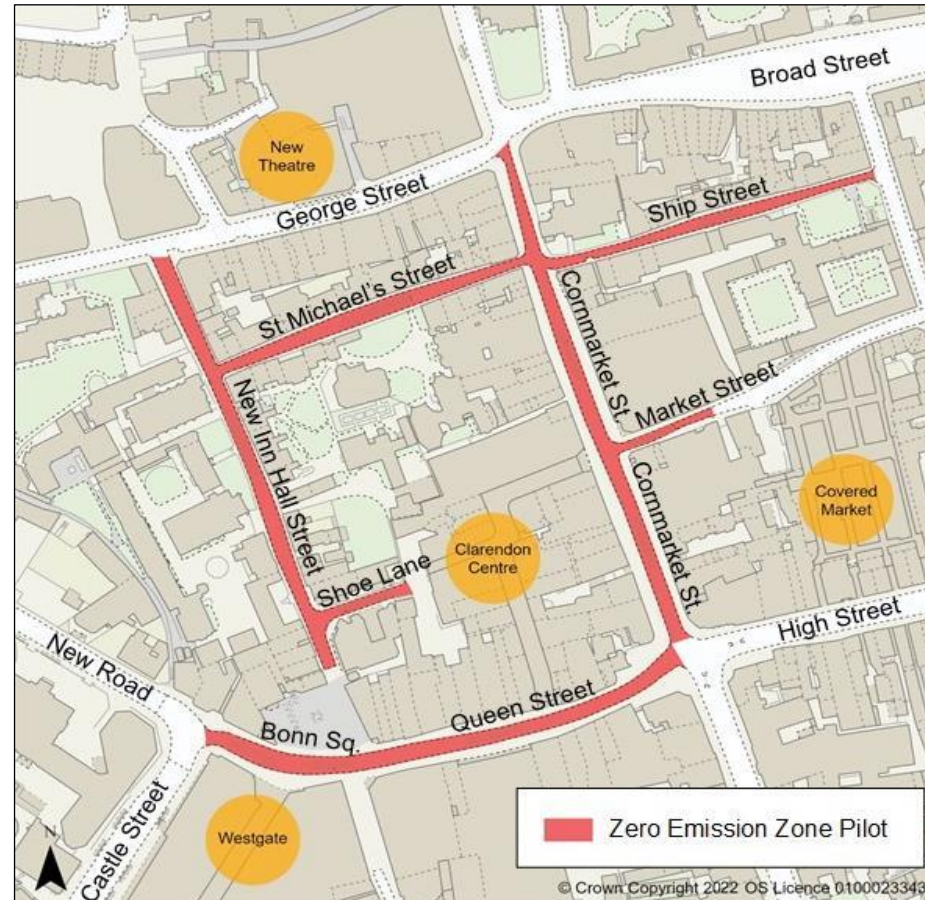 Broad Street
New
Theatre
George Street
Ship Street
St Michael's Street
Cornmarket St.
Market Street
New Inn Hall Street
Cornmarket St.
Covered
Market
Clarendon
Centre
Shoe Lane
High Street
New Road
Queen Street
Bonn Sq.
Castle Street
Westgate
N
Zero Emission Zone Pilot
© Crown Copyright 2022 OS Licence 0100023343